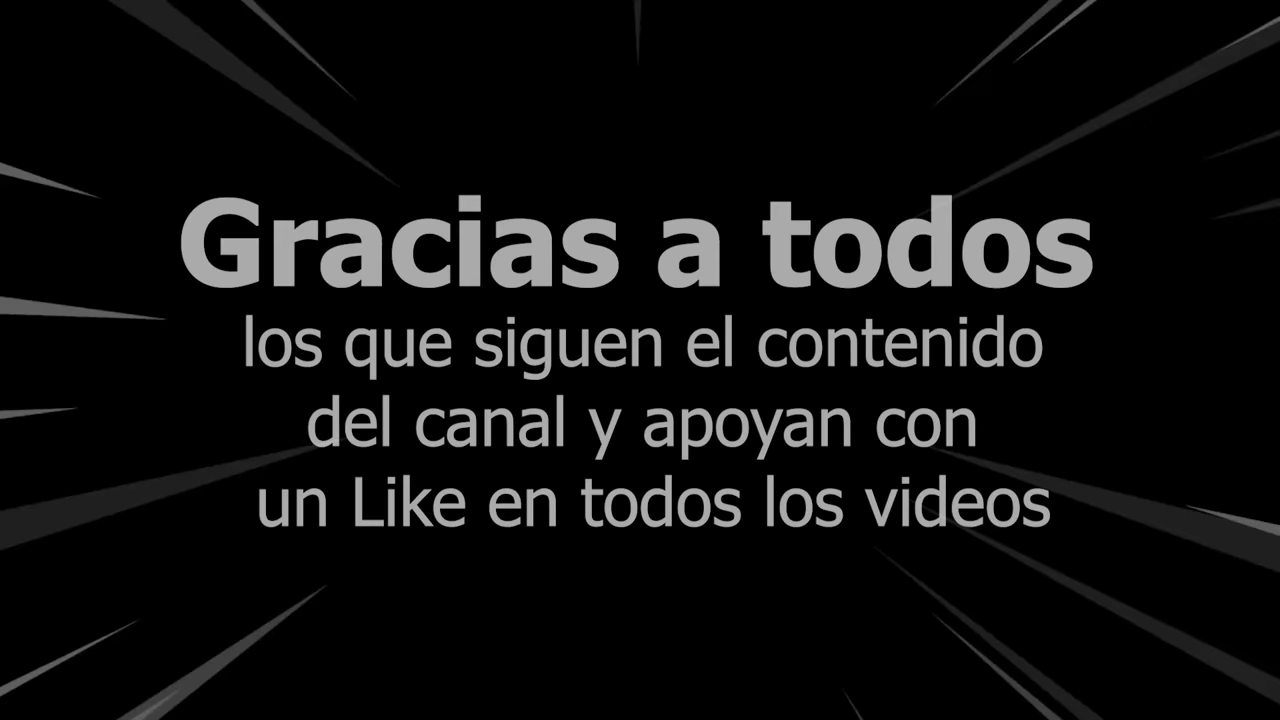 Gracias a todos
los que siguen el contenido
del canal y apoyan con
un Like en todos los videos